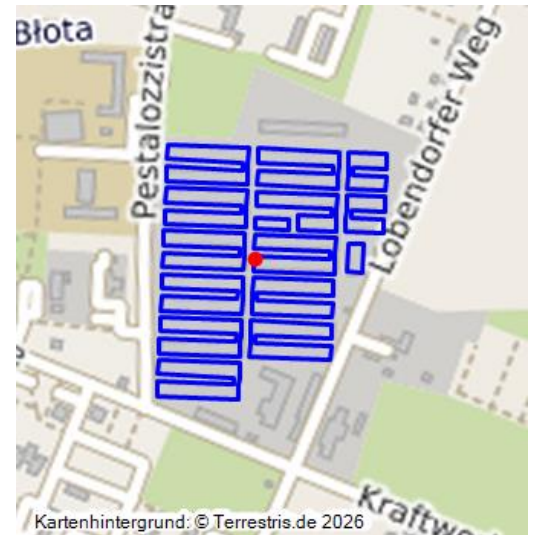 Błota
Pestalozzistra
Lobendorfer Weg
Kraftwe
Kartenhintergrund: © Terrestris.de 2026